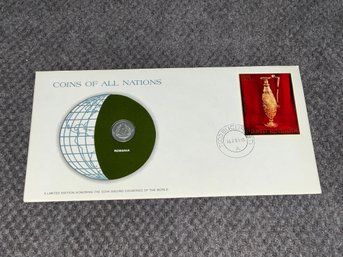 COINS OF ALL NATIONS
ROMANIA
A LIMITED EDITION HONORING THE COIN ISSUING COUNTRIES OF THE WORLD